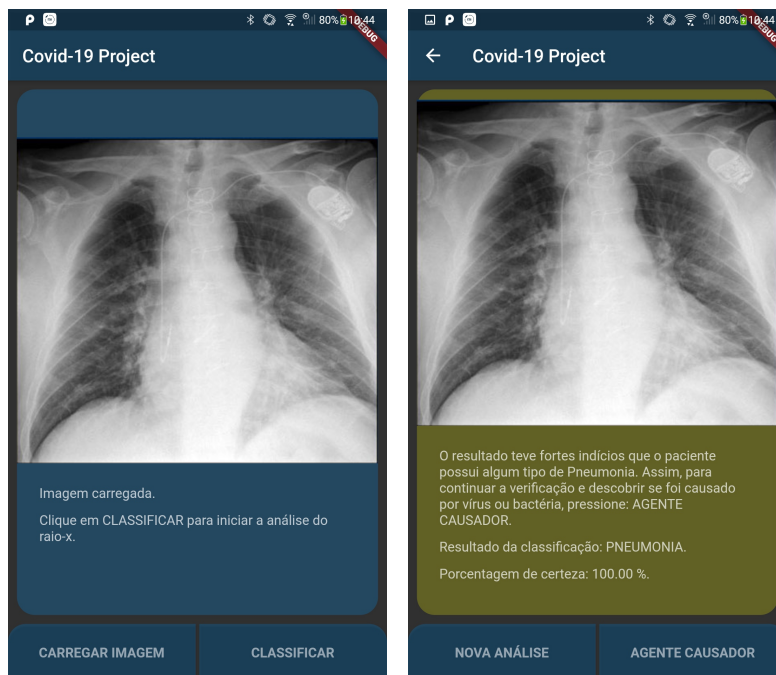 80% 10:44
DEBUG
Covid-19 Project
Imagem carregada.
Clique em CLASSIFICAR para iniciar a análise do
raio-x.
CARREGAR IMAGEM
CLASSIFICAR
80% 10:44
DEBUG
Covid-19 Project
O resultado teve fortes indícios que o paciente
possui algum tipo de Pneumonia. Assim, para
continuar a verificação e descobrir se foi causado
por vírus ou bactéria, pressione: AGENTE
CAUSADOR.
Resultado da classificação: PNEUMONIA.
Porcentagem de certeza: 100.00 %.
NOVA ANÁLISE
AGENTE CAUSADOR